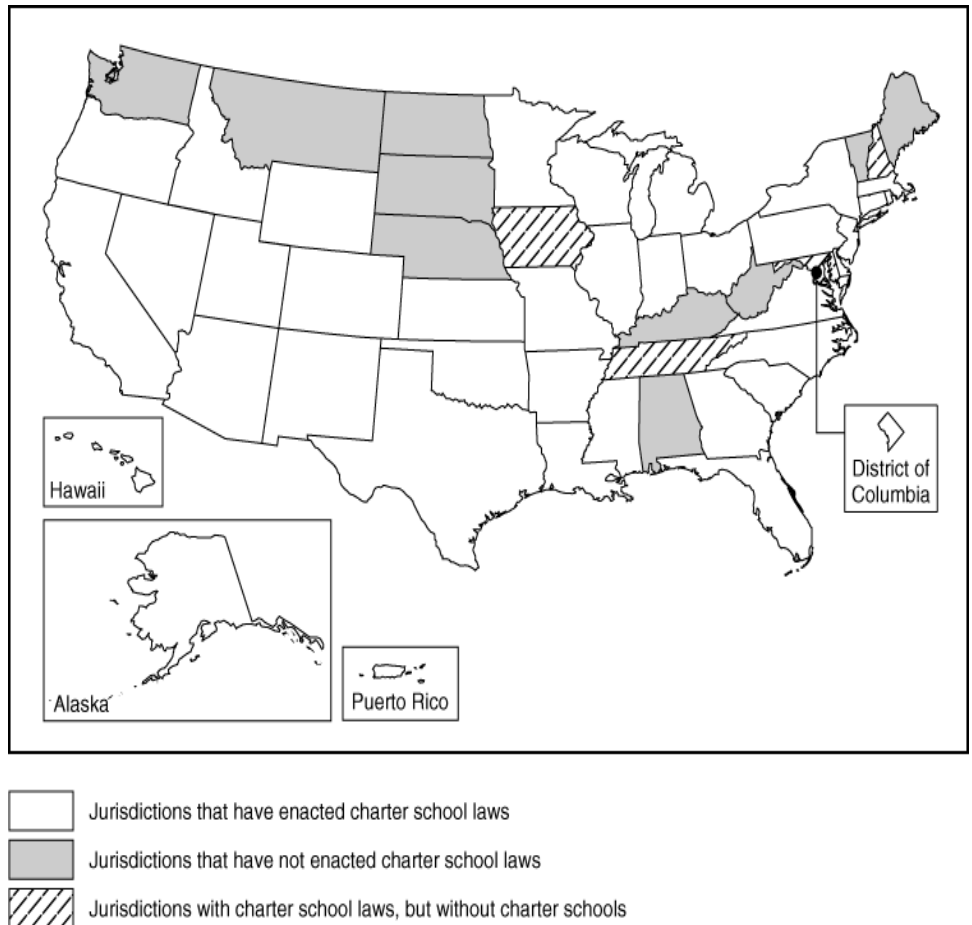 Hawaii
District of
Columbia
Alaska
Puerto Rico
Jurisdictions that have enacted charter school laws
Jurisdictions that have not enacted charter school laws
Jurisdictions with charter school laws, but without charter schools